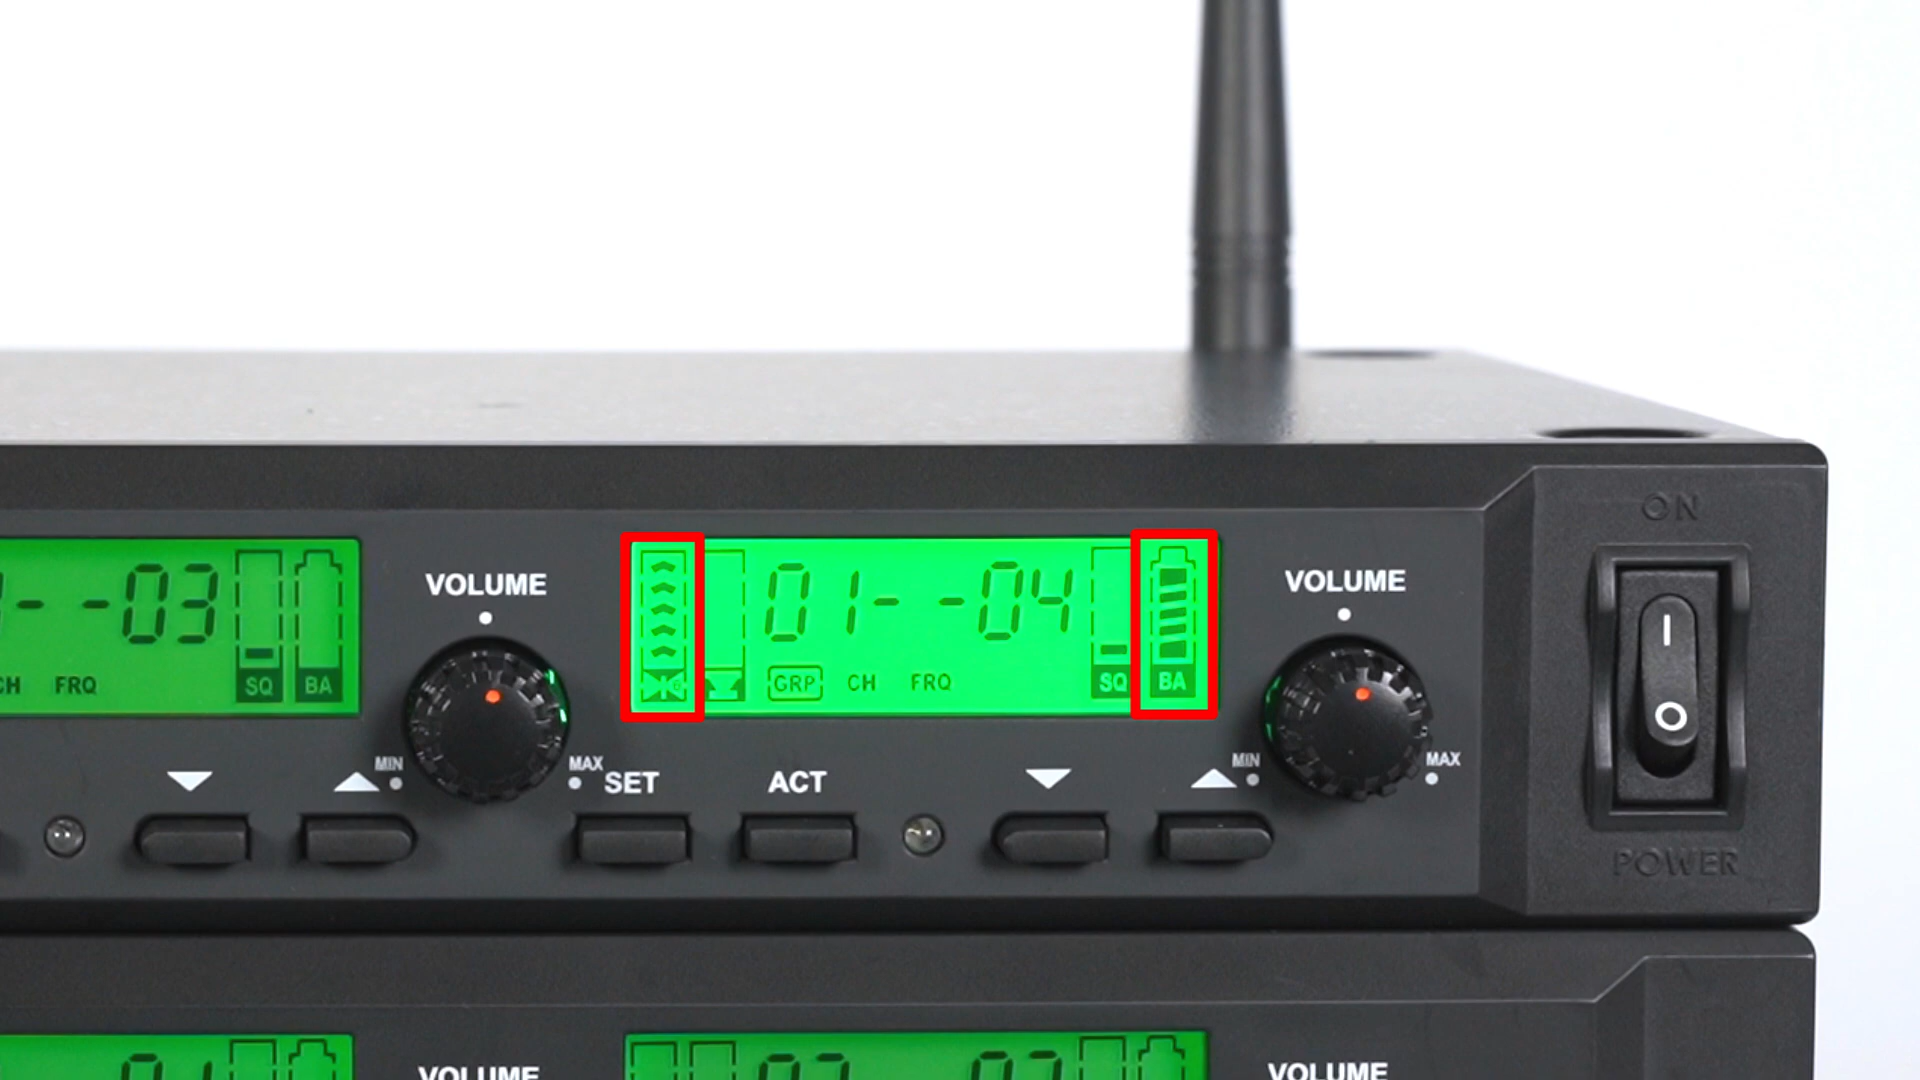 ON
VOLUME
VOLUME
- -03
01- -04
SQ BA
CH FRQ
GRP CH FRQ
SQ BA
MIN MAX
MIN MAX
SET ACT
I
O
POWER
VOLUME
VOLUME